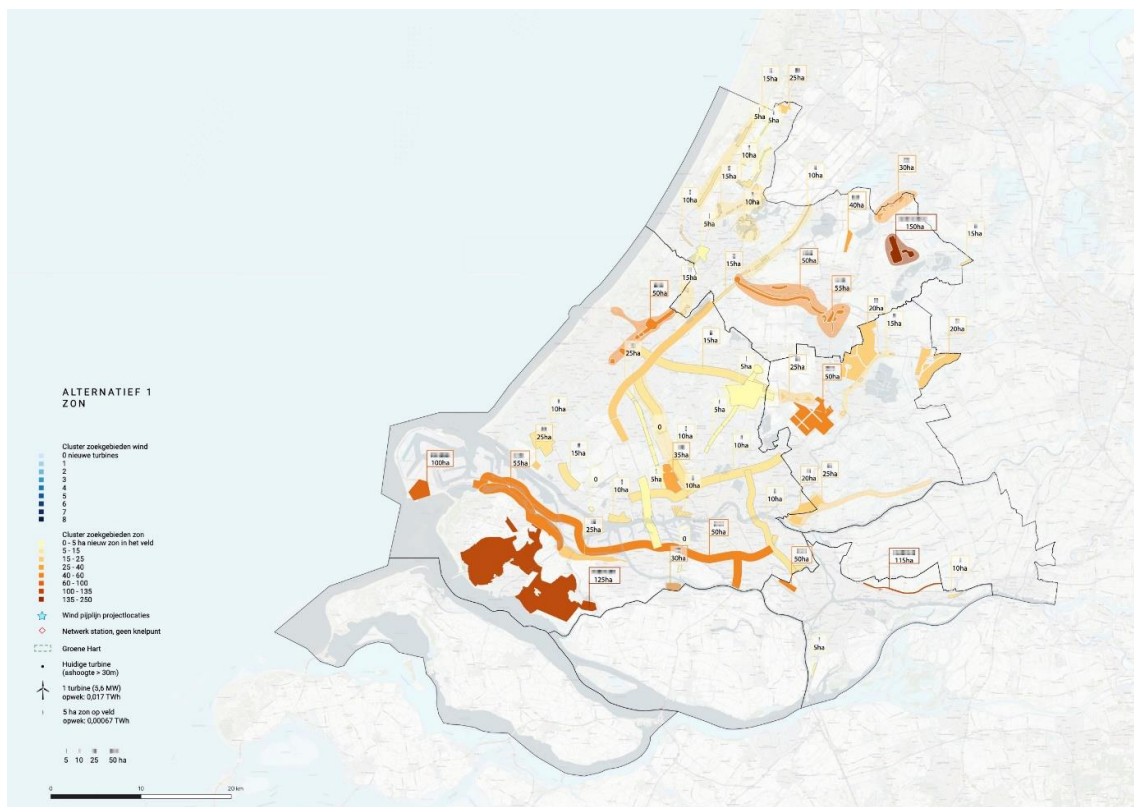 15ha
25ha
5ha
5ha
10ha
15ha
10ha
30ha
10ha
10ha
40ha
5ha
150ha
15ha
15ha
50ha
15ha
55ha
50ha
20ha
15ha
20ha
15ha
25ha
5ha
25ha
50ha
ALTERNATIEF 1
ZON
10ha
5ha
25ha
0
10ha
10ha
Cluster zoekgebieden wind
0 nieuwe turbines
1
2
3
4
5
6
7
8
15ha
35ha
100ha
55ha
0
5ha
10ha
10ha
20ha
25ha
10ha
Cluster zoekgebieden zon
0 - 5 ha nieuw zon in het veld
5 - 15
15 - 25
25 - 40
40 - 60
60 - 100
100 - 135
135 - 250
25ha
50ha
0
30ha
50ha
115ha
10ha
125ha
Wind pijplijn projectlocaties
Netwerk station, geen knelpunt
Groene Hart
Huidige turbine
(ashoogte > 30m)
1 turbine (5,6 MW)
opwek: 0,017 TWh
5 ha zon op veld
opwek: 0,00067 TWh
5ha
5 10 25 50 ha
0 10 20 km